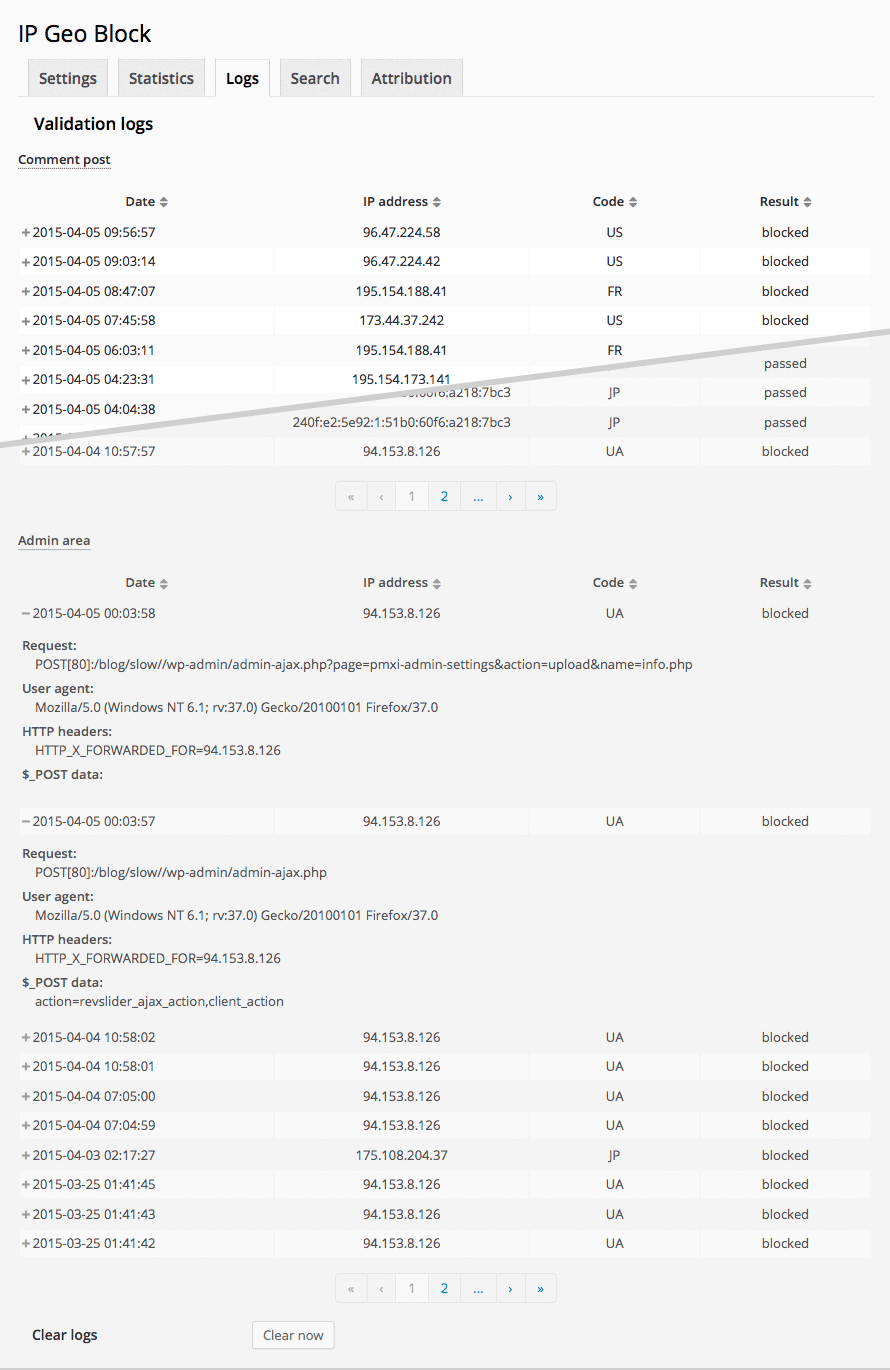 IP Geo Block
Settings Statistics Logs Search Attribution
Validation logs
Comment post
Date IP address Code Result
2015-04-05 09:56:57 96.47.224.58 US blocked
2015-04-05 09:03:14 96.47.224.42 US blocked
2015-04-05 08:47:07 195.154.188.41 FR blocked
2015-04-05 07:45:58 173.44.37.242 US blocked
2015-04-05 06:03:11 195.154.188.41 FR
passed
2015-04-05 04:23:31 195.154.173.141
:a218:7bc3 JP passed
2015-04-05 04:04:38
240f:e2:5e92:1:51b0:60f6:a218:7bc3 JP passed
2015-04-04 10:57:57 94.153.8.126 UA blocked
« ‹ 1 2 ... › »
Admin area
Date IP address Code Result
2015-04-05 00:03:58 94.153.8.126 UA blocked
Request:
POST[80]:/blog/slow//wp-admin/admin-ajax.php?page=pmxi-admin-settings&action=upload&name=info.php
User agent:
Mozilla/5.0 (Windows NT 6.1; rv:37.0) Gecko/20100101 Firefox/37.0
HTTP headers:
HTTP_X_FORWARDED_FOR=94.153.8.126
$_POST data:
2015-04-05 00:03:57 94.153.8.126 UA blocked
Request:
POST[80]:/blog/slow//wp-admin/admin-ajax.php
User agent:
Mozilla/5.0 (Windows NT 6.1; rv:37.0) Gecko/20100101 Firefox/37.0
HTTP headers:
HTTP_X_FORWARDED_FOR=94.153.8.126
$_POST data:
action=revslider_ajax_action,client_action
2015-04-04 10:58:02 94.153.8.126 UA blocked
2015-04-04 10:58:01 94.153.8.126 UA blocked
2015-04-04 07:05:00 94.153.8.126 UA blocked
2015-04-04 07:04:59 94.153.8.126 UA blocked
2015-04-03 02:17:27 175.108.204.37 JP blocked
2015-03-25 01:41:45 94.153.8.126 UA blocked
2015-03-25 01:41:43 94.153.8.126 UA blocked
2015-03-25 01:41:42 94.153.8.126 UA blocked
« ‹ 1 2 ... › »
Clear logs Clear now